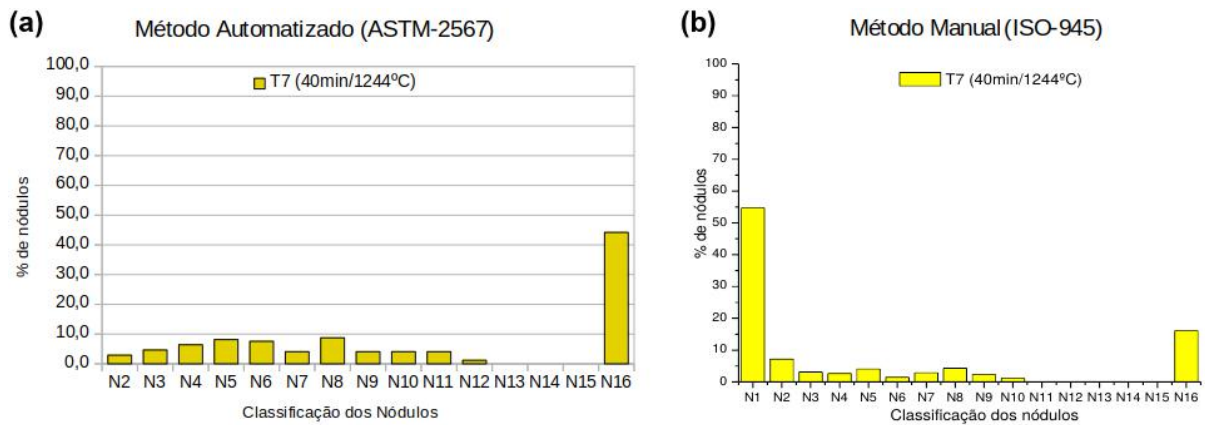 (a)
Método Automatizado (ASTM-2567)
T7 (40min/1244ºC)
100,0
90,0
80,0
70,0
60,0
50,0
40,0
30,0
20,0
10,0
0,0
% de nódulos
N2 N3 N4 N5 N6 N7 N8 N9 N10 N11 N12 N13 N14 N15 N16
Classificação dos Nódulos
(b)
Método Manual (ISO-945)
T7 (40min/1244ºC)
100
90
80
70
60
50
40
30
20
10
0
% de nódulos
N1 N2 N3 N4 N5 N6 N7 N8 N9 N10 N11 N12 N13 N14 N15 N16
Classificação dos nódulos